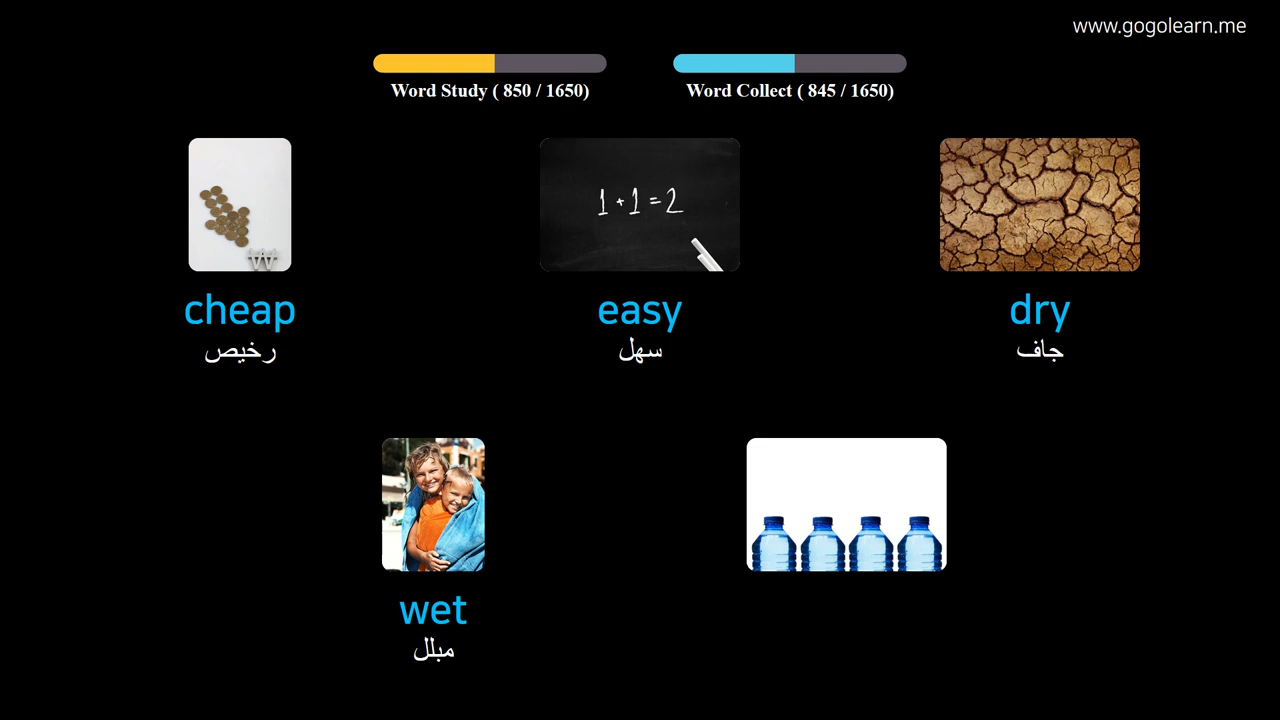 www.gogolearn.me
Word Study ( 850 / 1650)
Word Collect ( 845 / 1650)
1 + 1 = 2
cheap
رخيص
easy
سهل
dry
جاف
wet
مبلل